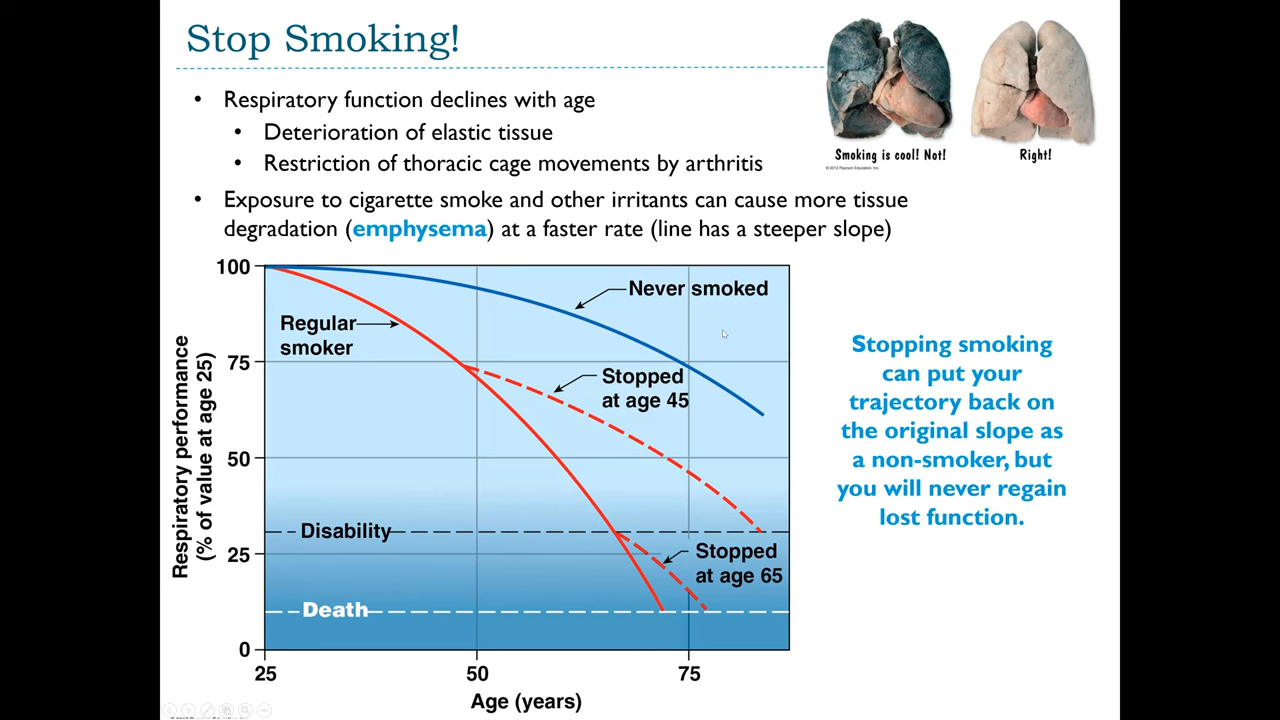 Stop Smoking!
• Respiratory function declines with age
• Deterioration of elastic tissue
• Restriction of thoracic cage movements by arthritis
• Exposure to cigarette smoke and other irritants can cause more tissue
degradation (emphysema) at a faster rate (line has a steeper slope)
Smoking is cool! Not!
Right!
© 2012 Pearson Education, Inc.
Respiratory performance
(% of value at age 25)
100
75
50
25
0
Never smoked
Regular
smoker
Stopped
at age 45
Disability
Stopped
at age 65
Death
25
50
75
Age (years)
Stopping smoking
can put your
trajectory back on
the original slope as
a non-smoker, but
you will never regain
lost function.